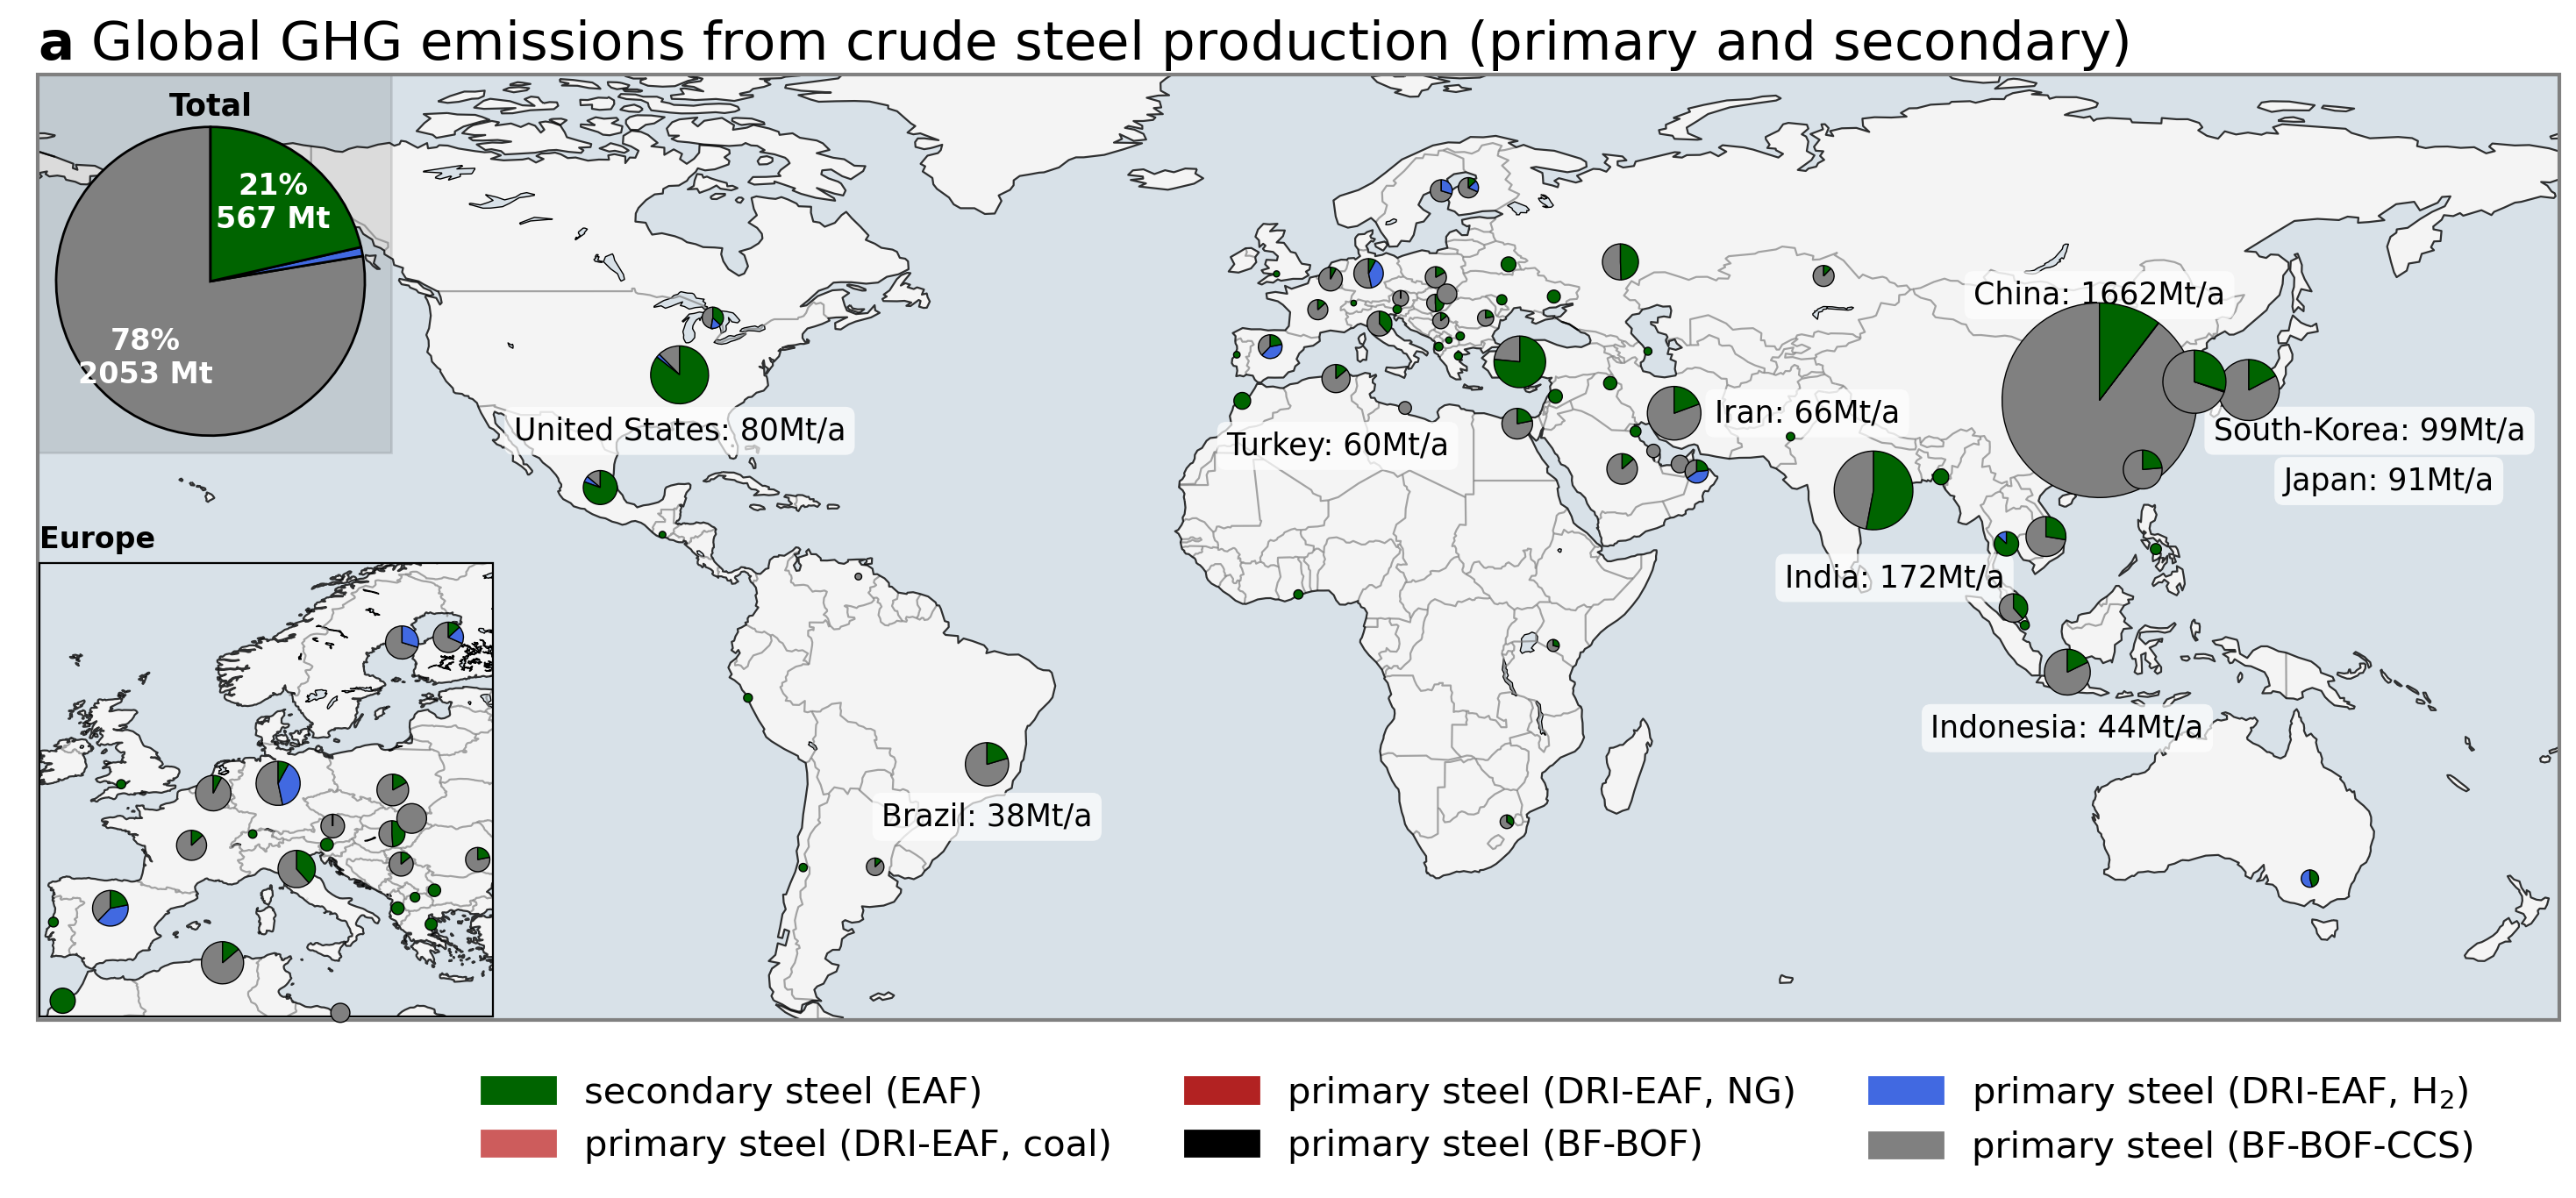 a Global GHG emissions from crude steel production (primary and secondary)
Total
21%
567 Mt
78%
2053 Mt
China: 1662Mt/a
United States: 80Mt/a
Turkey: 60Mt/a
Iran: 66Mt/a
South-Korea: 99Mt/a
Japan: 91Mt/a
Europe
India: 172Mt/a
Indonesia: 44Mt/a
Brazil: 38Mt/a
secondary steel (EAF)
primary steel (DRI-EAF, NG)
primary steel (DRI-EAF, H₂)
primary steel (DRI-EAF, coal)
primary steel (BF-BOF)
primary steel (BF-BOF-CCS)